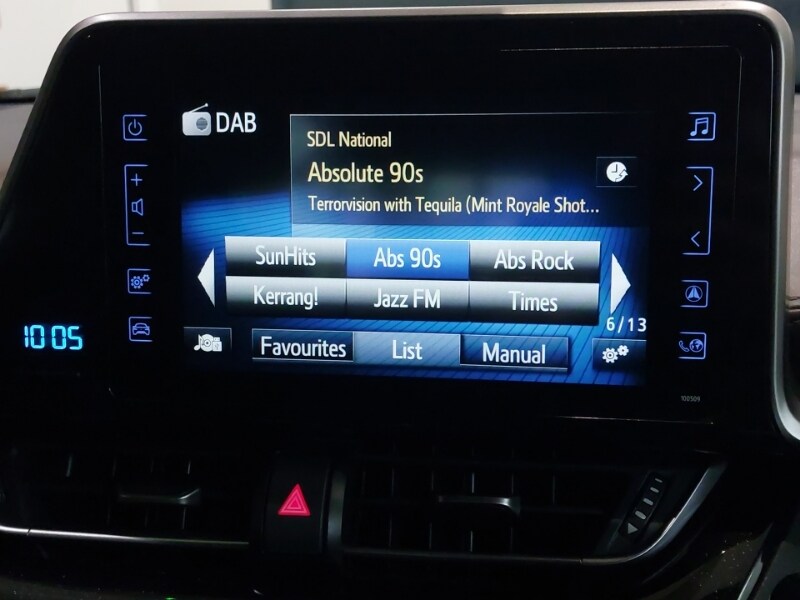 DAB
SDL National
Absolute 90s
Terrorvision with Tequila (Mint Royale Shot...
SunHits Abs 90s Abs Rock
Kerrang! Jazz FM Times
6/13
Favourites List Manual
10:05
100509